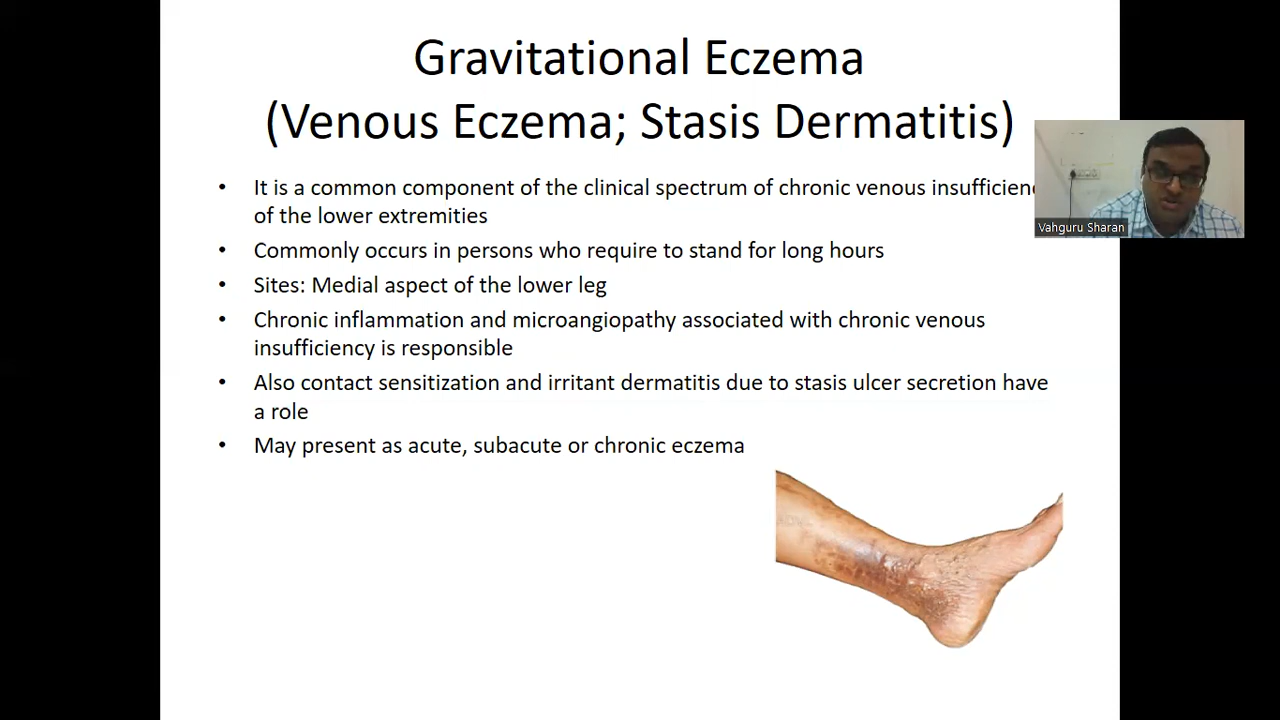 Gravitational Eczema
(Venous Eczema; Stasis Dermatitis)
• It is a common component of the clinical spectrum of chronic venous insufficien
of the lower extremities
• Commonly occurs in persons who require to stand for long hours
• Sites: Medial aspect of the lower leg
• Chronic inflammation and microangiopathy associated with chronic venous
insufficiency is responsible
• Also contact sensitization and irritant dermatitis due to stasis ulcer secretion have
a role
• May present as acute, subacute or chronic eczema
Vahguru Sharan